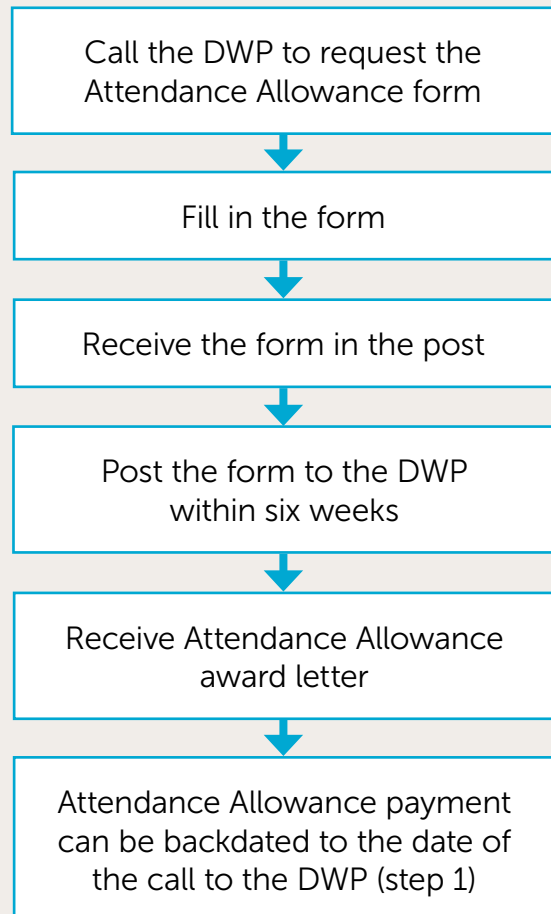 Call the DWP to request the
Attendance Allowance form
Fill in the form
Receive the form in the post
Post the form to the DWP
within six weeks
Receive Attendance Allowance
award letter
Attendance Allowance payment
can be backdated to the date of
the call to the DWP (step 1)